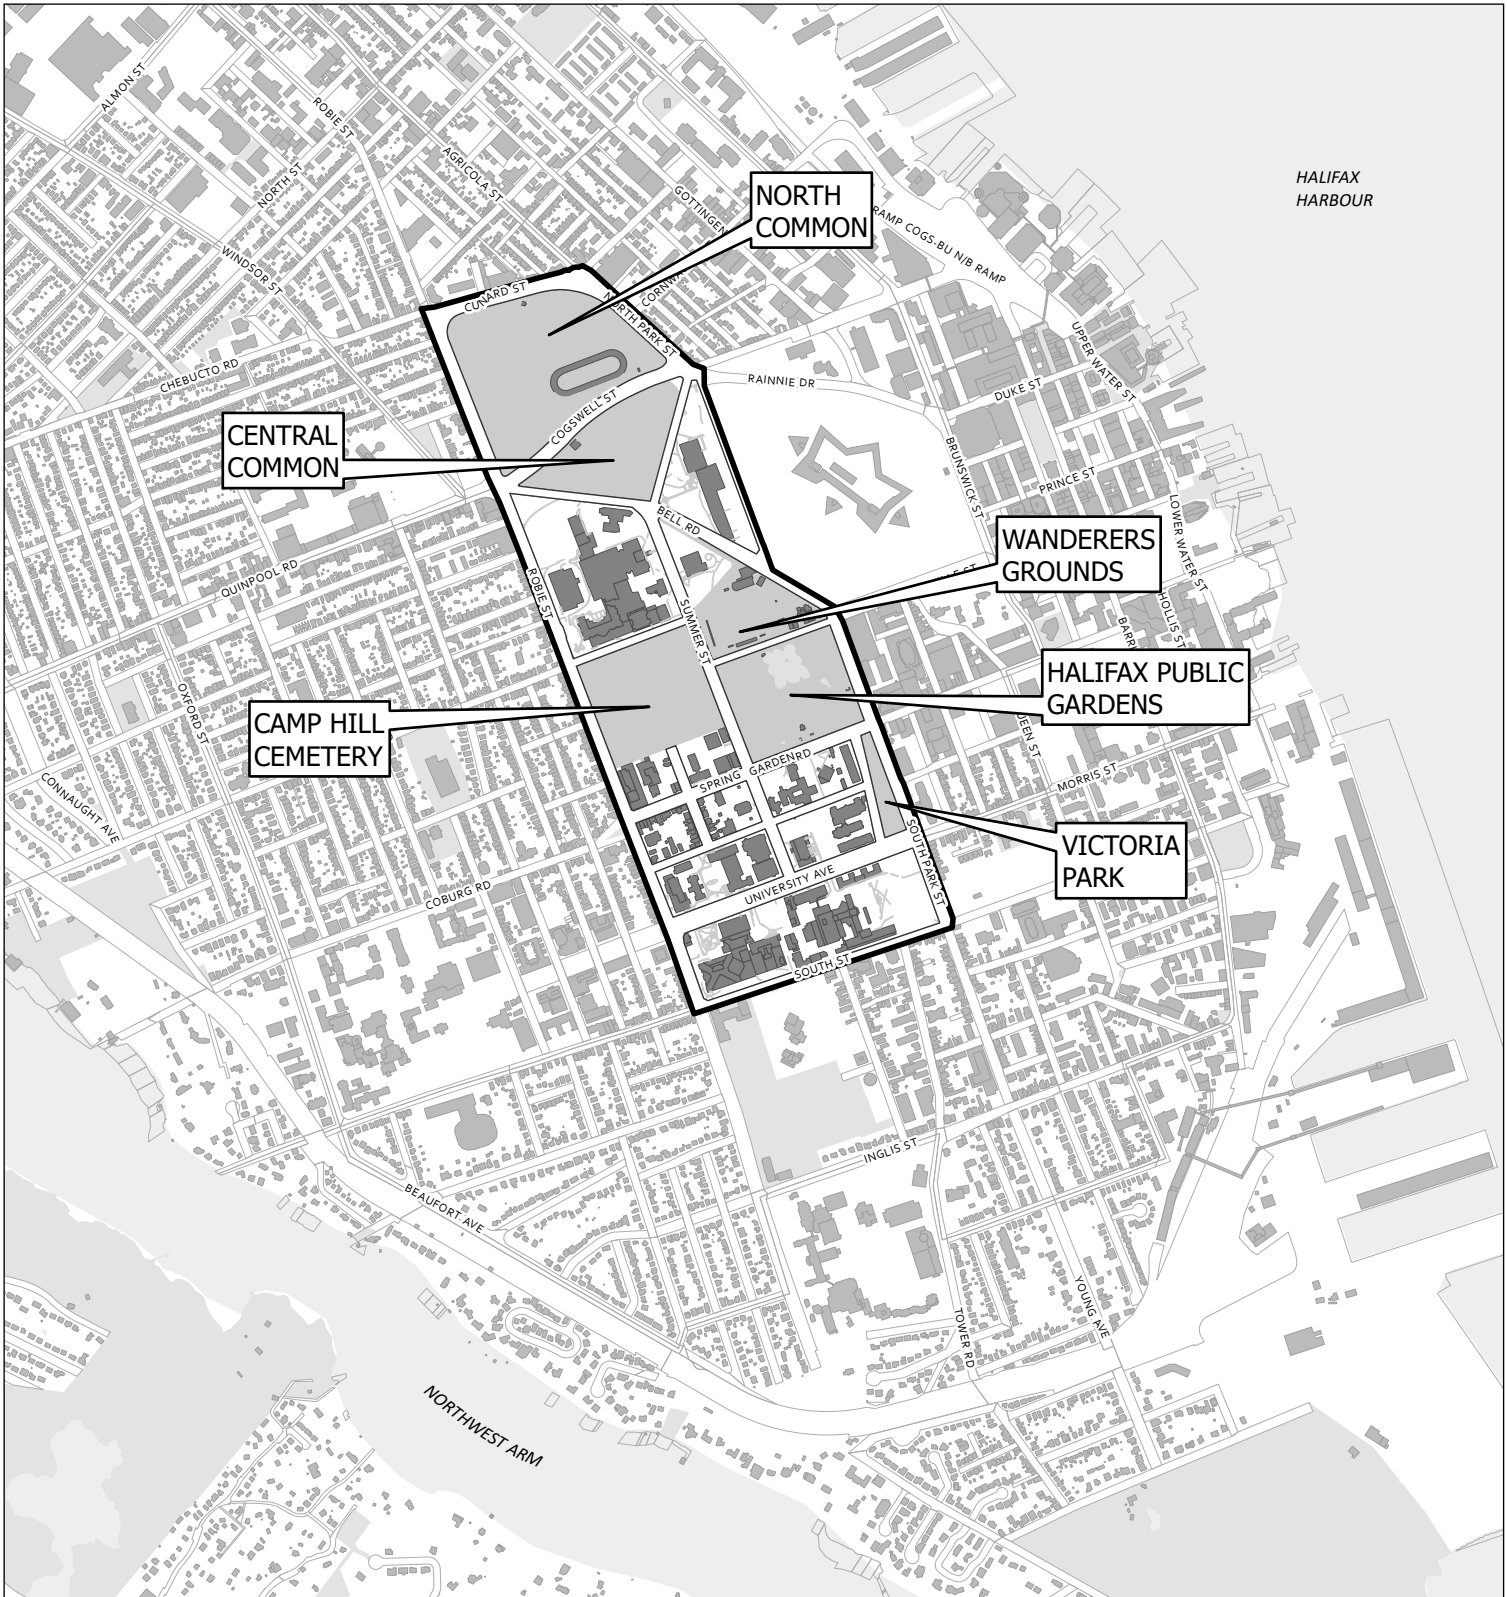 ALMON ST
ROBIE ST
AGRICOLA ST
NORTH ST
WINDSOR ST
GOTTINGEN
NORTH
COMMON
RAMP COGS-BU N/B RAMP
HALIFAX
HARBOUR
CUNARD ST
NORTH PARK ST
UPPER WATER ST
CHEBUCTO RD
RAINNIE DR
DUKE ST
COGSWELL ST
CENTRAL
COMMON
BRUNSWICK ST
PRINCE ST
BELL RD
LOWER WATER ST
WANDERERS
GROUNDS
QUINPOOL RD
ROBIE ST
SUMMER ST
HOLLIS ST
HALIFAX PUBLIC
GARDENS
OXFORD ST
CAMP HILL
CEMETERY
SPRING GARDEN RD
MORRIS ST
CONNAUGHT AVE
VICTORIA
PARK
SOUTH PARK ST
COBURG RD
UNIVERSITY AVE
SOUTH ST
INGLIS ST
BEAUFORT AVE
YOUNG AVE
TOWER RD
NORTHWEST ARM